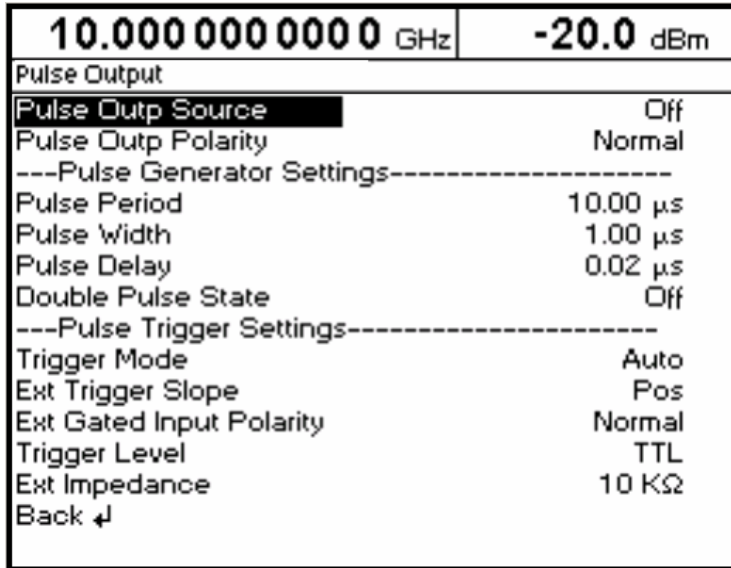 10.000 000 000 0 GHz -20.0 dBm
Pulse Output
Pulse Outp Source Off
Pulse Outp Polarity Normal
---Pulse Generator Settings--------------------
Pulse Period 10.00 µs
Pulse Width 1.00 µs
Pulse Delay 0.02 µs
Double Pulse State Off
---Pulse Trigger Settings----------------------
Trigger Mode Auto
Ext Trigger Slope Pos
Ext Gated Input Polarity Normal
Trigger Level TTL
Ext Impedance 10 KΩ
Back ↲